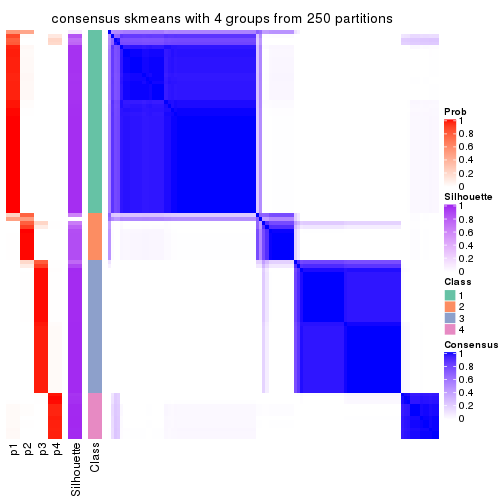 consensus skmeans with 4 groups from 250 partitions
Prob
1
0.8
0.6
0.4
0.2
0
Silhouette
1
0.8
0.6
0.4
0.2
0
Class
1
2
3
4
Consensus
1
0.8
0.6
0.4
0.2
0
p1
p2
p3
p4
Silhouette
Class